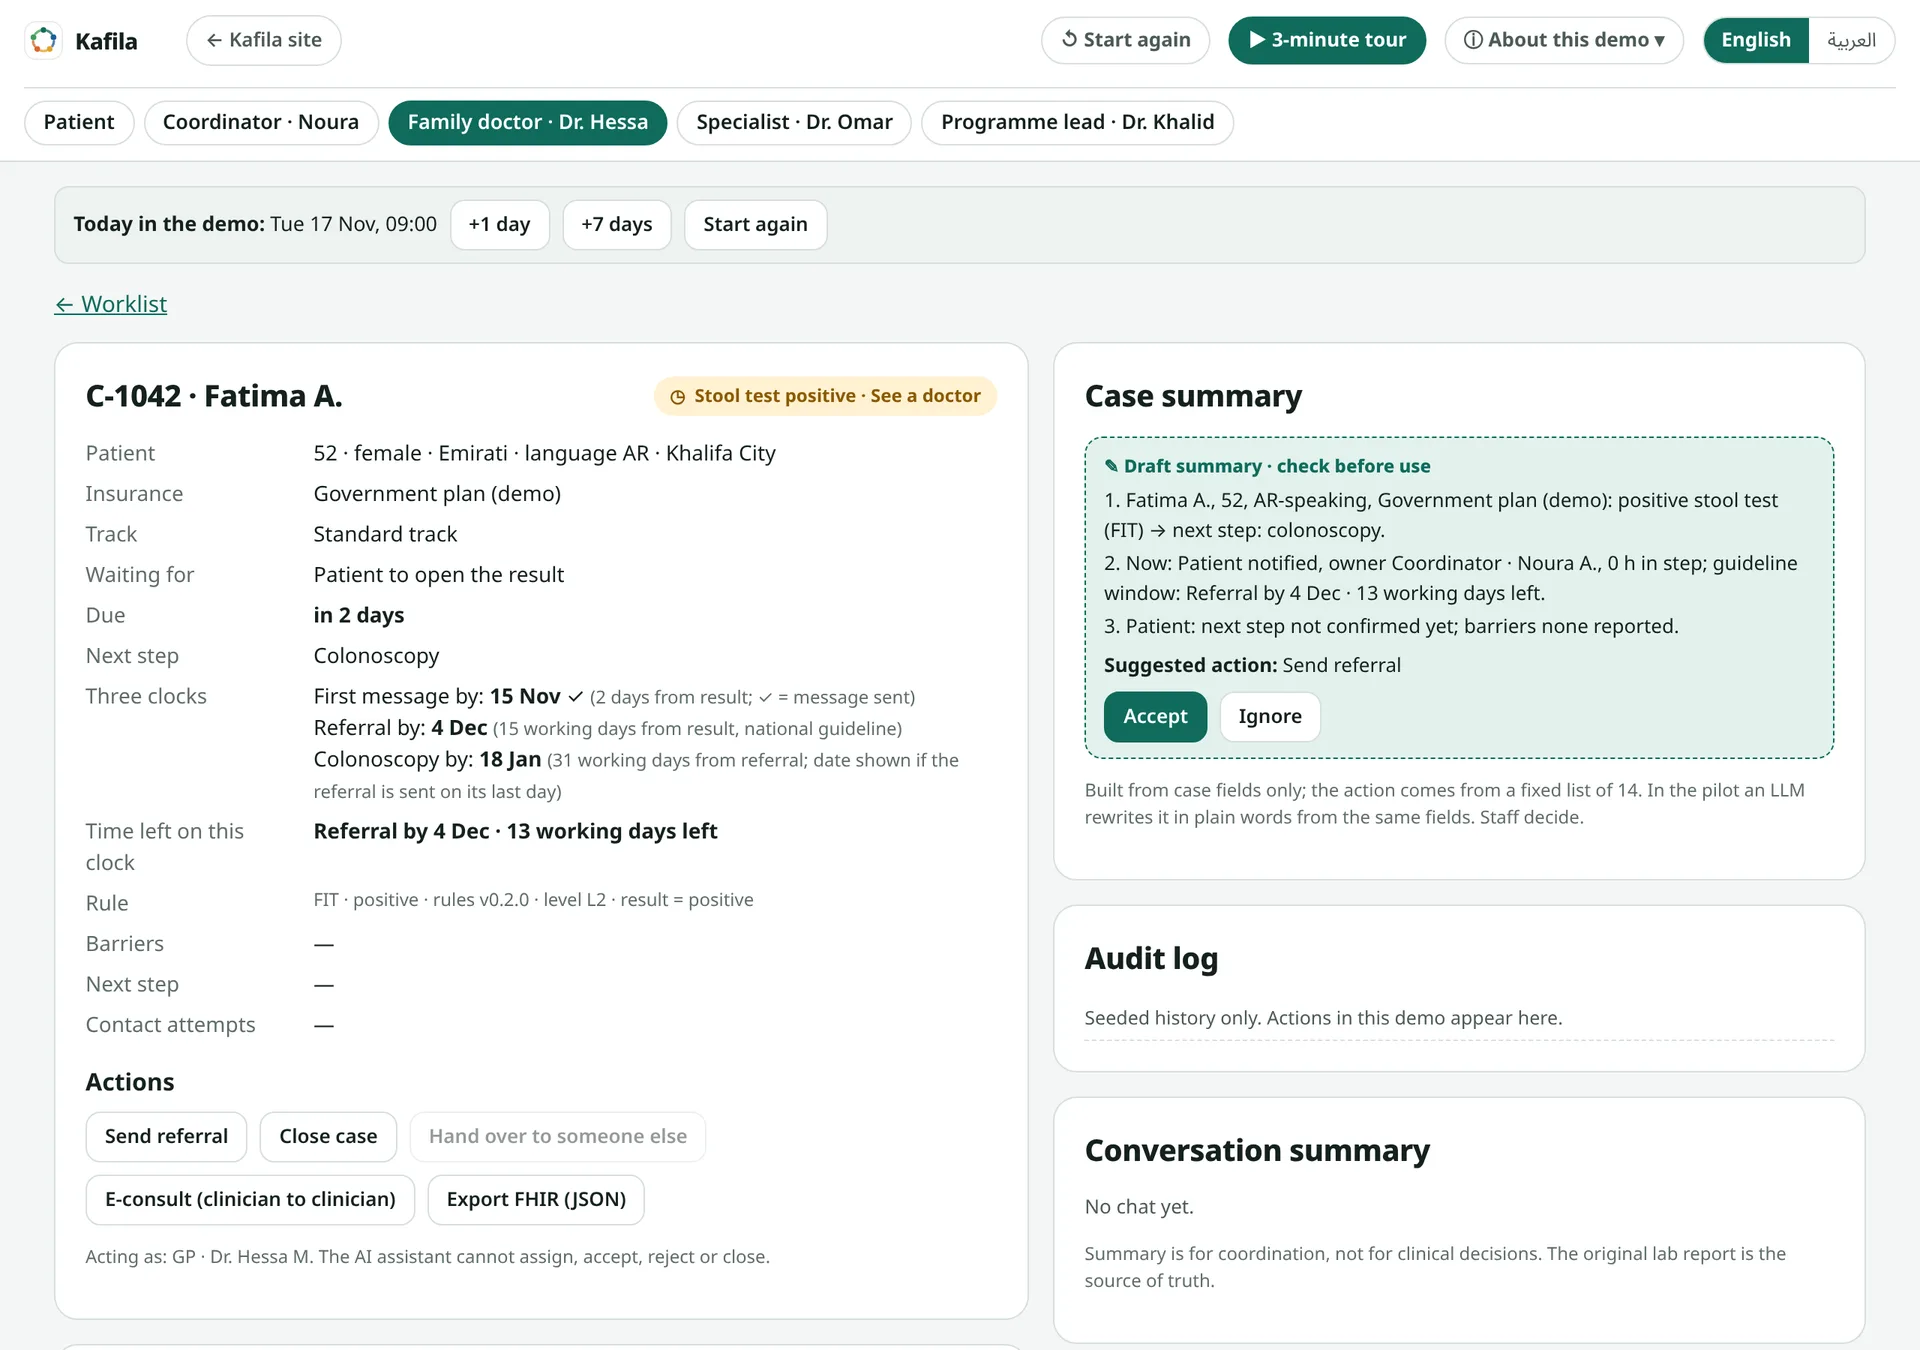 Kafila
← Kafila site
↺ Start again
▶ 3-minute tour
ⓘ About this demo ▾
English
العربية
Patient
Coordinator · Noura
Family doctor · Dr. Hessa
Specialist · Dr. Omar
Programme lead · Dr. Khalid
Today in the demo: Tue 17 Nov, 09:00
+1 day
+7 days
Start again
← Worklist
C-1042 · Fatima A.
◷ Stool test positive · See a doctor
Patient
52 · female · Emirati · language AR · Khalifa City
Insurance
Government plan (demo)
Track
Standard track
Waiting for
Patient to open the result
Due
in 2 days
Next step
Colonoscopy
Three clocks
First message by: 15 Nov ✓ (2 days from result; ✓ = message sent)
Referral by: 4 Dec (15 working days from result, national guideline)
Colonoscopy by: 18 Jan (31 working days from referral; date shown if the
referral is sent on its last day)
Time left on this
clock
Referral by 4 Dec · 13 working days left
Rule
FIT · positive · rules v0.2.0 · level L2 · result = positive
Barriers
—
Next step
—
Contact attempts
—
Actions
Send referral
Close case
Hand over to someone else
E-consult (clinician to clinician)
Export FHIR (JSON)
Acting as: GP · Dr. Hessa M. The AI assistant cannot assign, accept, reject or close.
Case summary
✎ Draft summary · check before use
1. Fatima A., 52, AR-speaking, Government plan (demo): positive stool test
(FIT) → next step: colonoscopy.
2. Now: Patient notified, owner Coordinator · Noura A., 0 h in step; guideline
window: Referral by 4 Dec · 13 working days left.
3. Patient: next step not confirmed yet; barriers none reported.
Suggested action: Send referral
Accept
Ignore
Built from case fields only; the action comes from a fixed list of 14. In the pilot an LLM
rewrites it in plain words from the same fields. Staff decide.
Audit log
Seeded history only. Actions in this demo appear here.
Conversation summary
No chat yet.
Summary is for coordination, not for clinical decisions. The original lab report is the
source of truth.